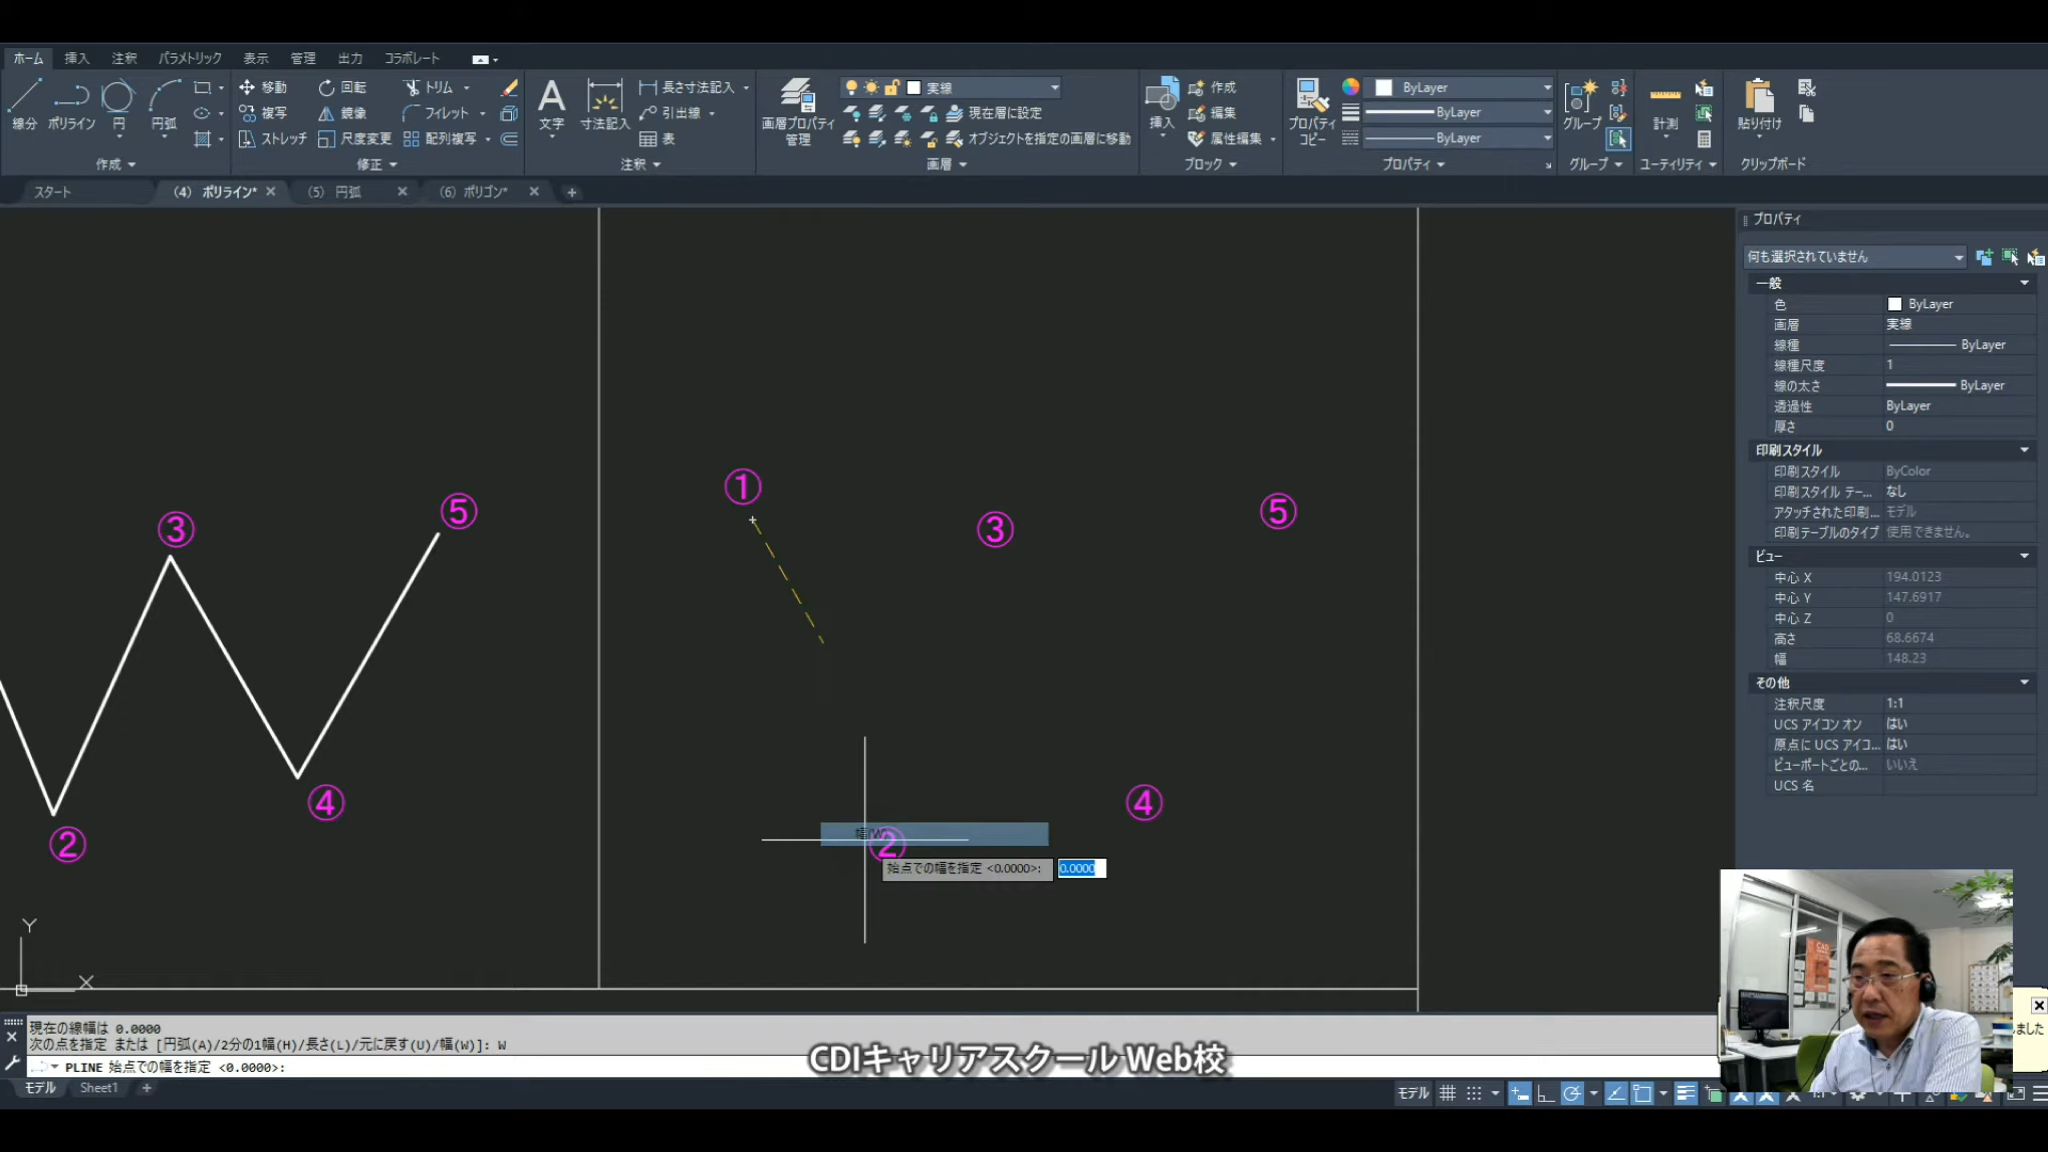 ホーム 挿入 注釈 パラメトリック 表示 管理 出力 コラボレート
線分 ポリライン 円 円弧
移動 回転 トリム
複写 鏡像 フィレット
ストレッチ 尺度変更 配列複写
作成 修正
文字 寸法記入
長さ寸法記入
引出線
表
注釈
画層プロパティ管理
実線
現在層に設定
オブジェクトを指定の画層に移動
画層
挿入
作成
編集
属性編集
ブロック
プロパティコピー
ByLayer
ByLayer
ByLayer
プロパティ
グループ
グループ
計測
ユーティリティ
貼り付け
クリップボード
スタート (4) ポリライン* (5) 円弧 (6) ポリゴン*
プロパティ
何も選択されていません
一般
色 ByLayer
画層 実線
線種 ByLayer
線種尺度 1
線の太さ ByLayer
透過性 ByLayer
厚さ 0
印刷スタイル
印刷スタイル ByColor
印刷スタイル テー... なし
アタッチされた印刷... モデル
印刷テーブルのタイプ 使用できません。
ビュー
中心 X 194.0123
中心 Y 147.6917
中心 Z 0
高さ 68.6674
幅 148.23
その他
注釈尺度 1:1
UCS アイコン オン はい
原点に UCS アイコ... はい
ビューポートごとの... いいえ
UCS 名
① ③ ⑤
③ ⑤
④ ④
② ②
幅(W)
始点での幅を指定 <0.0000>: 0.0000
Y
X
現在の線幅は 0.0000
次の点を指定 または [円弧(A)/2分の1幅(H)/長さ(L)/元に戻す(U)/幅(W)]: W
PLINE 始点での幅を指定 <0.0000>:
CDIキャリアスクール Web校
モデル Sheet1
モデル
CAD
しました